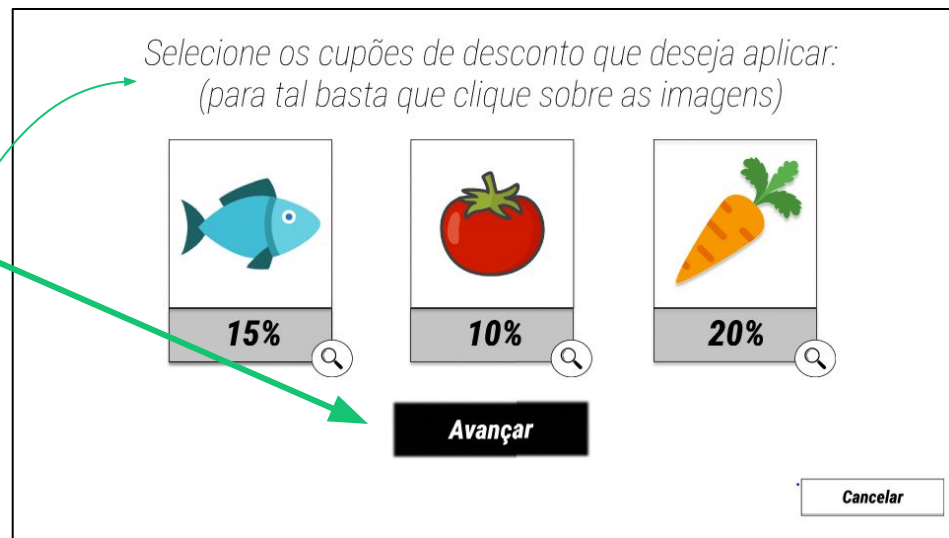 Selecione os cupões de desconto que deseja aplicar:
(para tal basta que clique sobre as imagens)
15%
10%
20%
Avançar
Cancelar